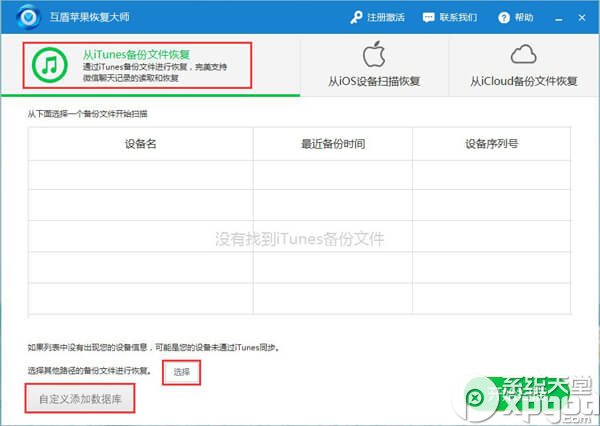 互盾苹果恢复大师
注册激活
联系我们
帮助
从iTunes备份文件恢复
通过iTunes备份文件进行恢复，完美支持
微信聊天记录的读取和恢复
从iOS设备扫描恢复
从iCloud备份文件恢复
从下面选择一个备份文件开始扫描
设备名 最近备份时间 设备序列号
没有找到iTunes备份文件
如果列表中没有出现您的设备信息，可能是您的设备未通过iTunes同步。
选择其他路径的备份文件进行恢复。 选择
自定义添加数据库
系统天堂
xpgot.com